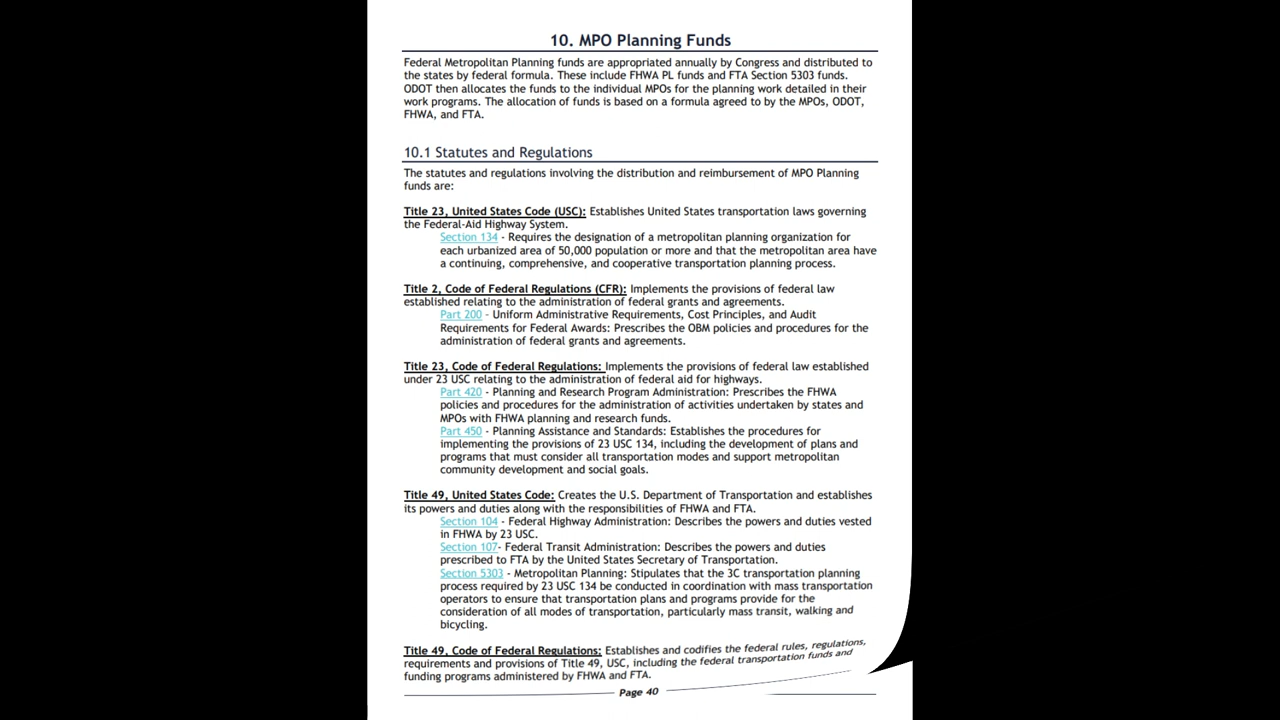 10. MPO Planning Funds
Federal Metropolitan Planning funds are appropriated annually by Congress and distributed to
the states by federal formula. These include FHWA PL funds and FTA Section 5303 funds.
ODOT then allocates the funds to the individual MPOs for the planning work detailed in their
work programs. The allocation of funds is based on a formula agreed to by the MPOs, ODOT,
FHWA, and FTA.
10.1 Statutes and Regulations
The statutes and regulations involving the distribution and reimbursement of MPO Planning
funds are:
Title 23, United States Code (USC): Establishes United States transportation laws governing
the Federal-Aid Highway System.
Section 134 - Requires the designation of a metropolitan planning organization for
each urbanized area of 50,000 population or more and that the metropolitan area have
a continuing, comprehensive, and cooperative transportation planning process.
Title 2, Code of Federal Regulations (CFR): Implements the provisions of federal law
established relating to the administration of federal grants and agreements.
Part 200 - Uniform Administrative Requirements, Cost Principles, and Audit
Requirements for Federal Awards: Prescribes the OBM policies and procedures for the
administration of federal grants and agreements.
Title 23, Code of Federal Regulations: Implements the provisions of federal law established
under 23 USC relating to the administration of federal aid for highways.
Part 420 - Planning and Research Program Administration: Prescribes the FHWA
policies and procedures for the administration of activities undertaken by states and
MPOs with FHWA planning and research funds.
Part 450 - Planning Assistance and Standards: Establishes the procedures for
implementing the provisions of 23 USC 134, including the development of plans and
programs that must consider all transportation modes and support metropolitan
community development and social goals.
Title 49, United States Code: Creates the U.S. Department of Transportation and establishes
its powers and duties along with the responsibilities of FHWA and FTA.
Section 104 - Federal Highway Administration: Describes the powers and duties vested
in FHWA by 23 USC.
Section 107- Federal Transit Administration: Describes the powers and duties
prescribed to FTA by the United States Secretary of Transportation.
Section 5303 - Metropolitan Planning: Stipulates that the 3C transportation planning
process required by 23 USC 134 be conducted in coordination with mass transportation
operators to ensure that transportation plans and programs provide for the
consideration of all modes of transportation, particularly mass transit, walking and
bicycling.
Title 49, Code of Federal Regulations: Establishes and codifies the federal rules, regulations,
requirements and provisions of Title 49, USC, including the federal transportation funds and
funding programs administered by FHWA and FTA.
Page 40